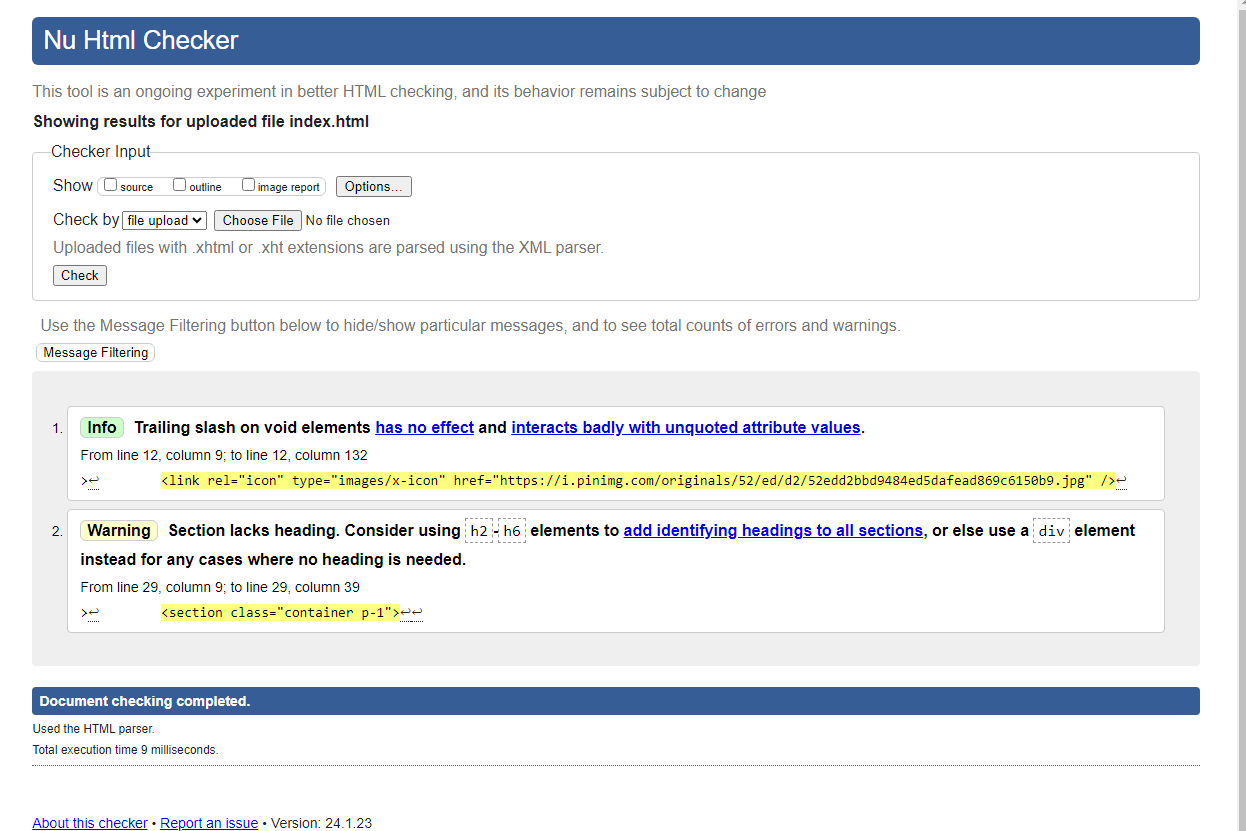 Nu Html Checker
This tool is an ongoing experiment in better HTML checking, and its behavior remains subject to change
Showing results for uploaded file index.html
Checker Input
Show source outline image report Options...
Check by file upload Choose File No file chosen
Uploaded files with .xhtml or .xht extensions are parsed using the XML parser.
Check
Use the Message Filtering button below to hide/show particular messages, and to see total counts of errors and warnings.
Message Filtering
1. Info Trailing slash on void elements has no effect and interacts badly with unquoted attribute values.
From line 12, column 9; to line 12, column 132
>↩ <link rel="icon" type="images/x-icon" href="https://i.pinimg.com/originals/52/ed/d2/52edd2bbd9484ed5dafead869c6150b9.jpg" />↩
2. Warning Section lacks heading. Consider using h2-h6 elements to add identifying headings to all sections, or else use a div element
instead for any cases where no heading is needed.
From line 29, column 9; to line 29, column 39
>↩ <section class="container p-1">↩↩
Document checking completed.
Used the HTML parser.
Total execution time 9 milliseconds.
About this checker • Report an issue • Version: 24.1.23